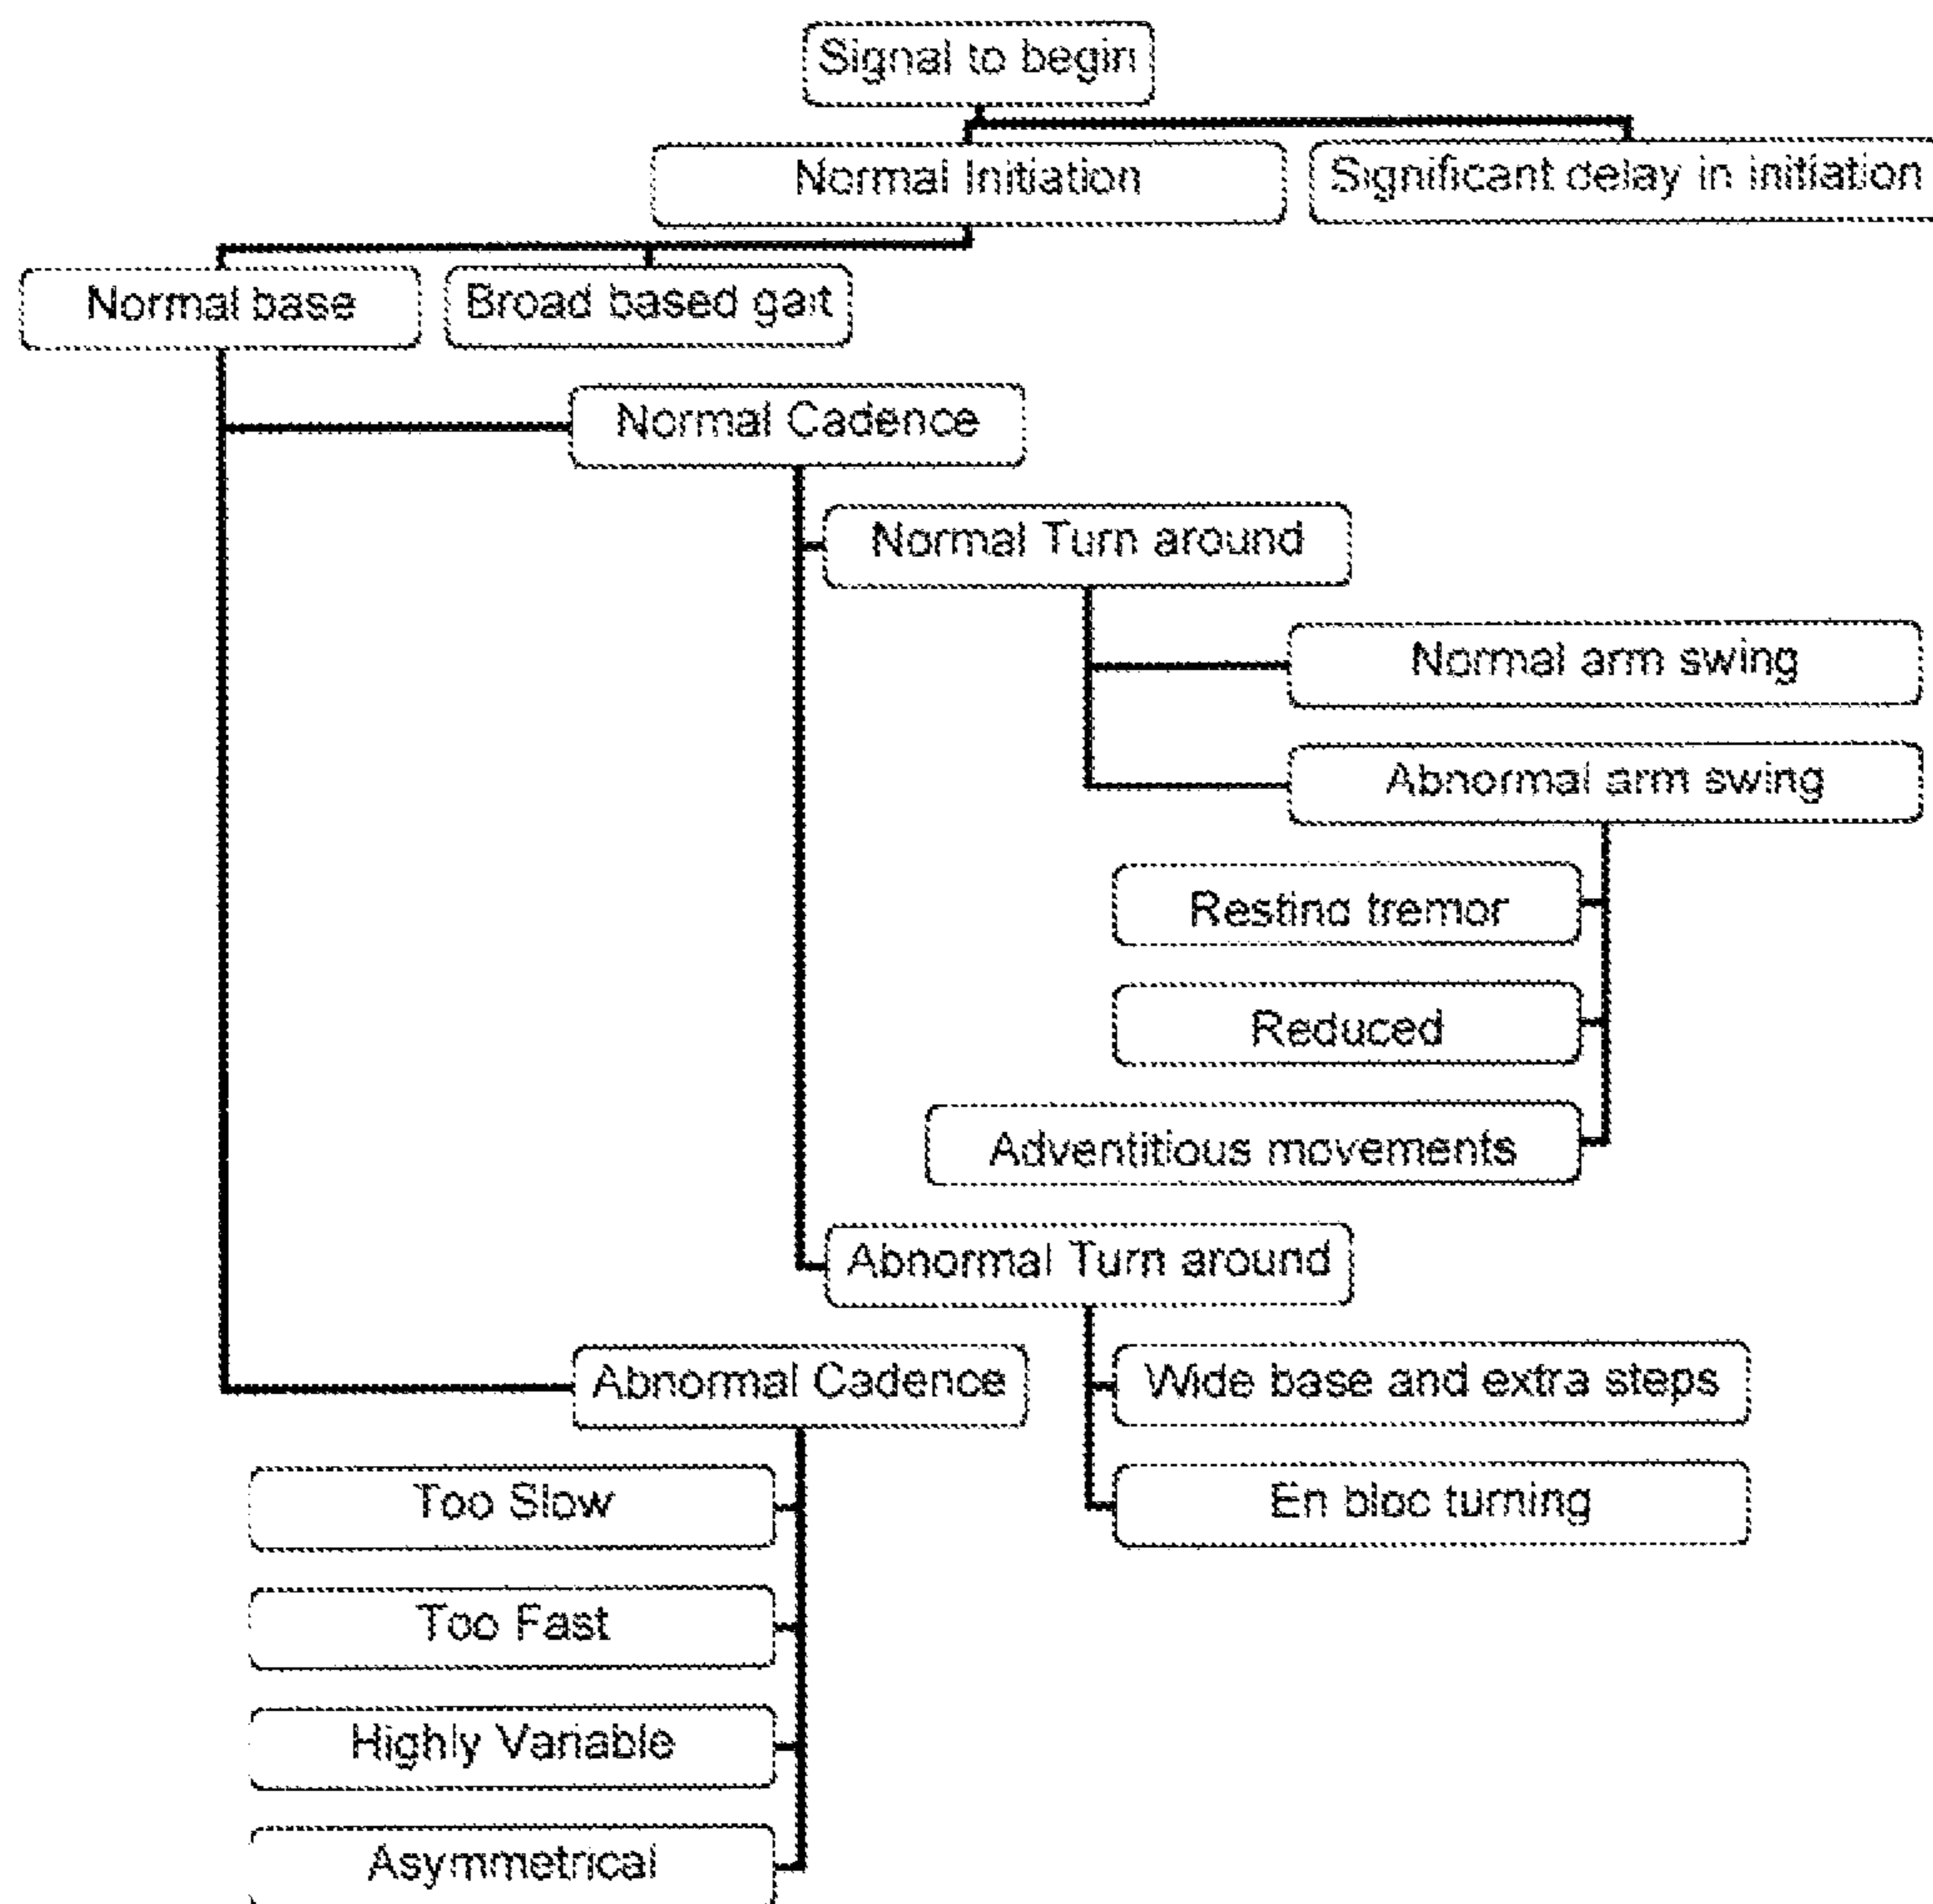 Signal to begin
Normal Initiation
Significant delay in initiation
Normal base
Broad based gait
Normal Cadence
Normal Turn around
Normal arm swing
Abnormal arm swing
Resting tremor
Reduced
Adventitious movements
Abnormal Turn around
Abnormal Cadence
Wide base and extra steps
Too Slow
En bloc turning
Too Fast
Highly Variable
Asymmetrical